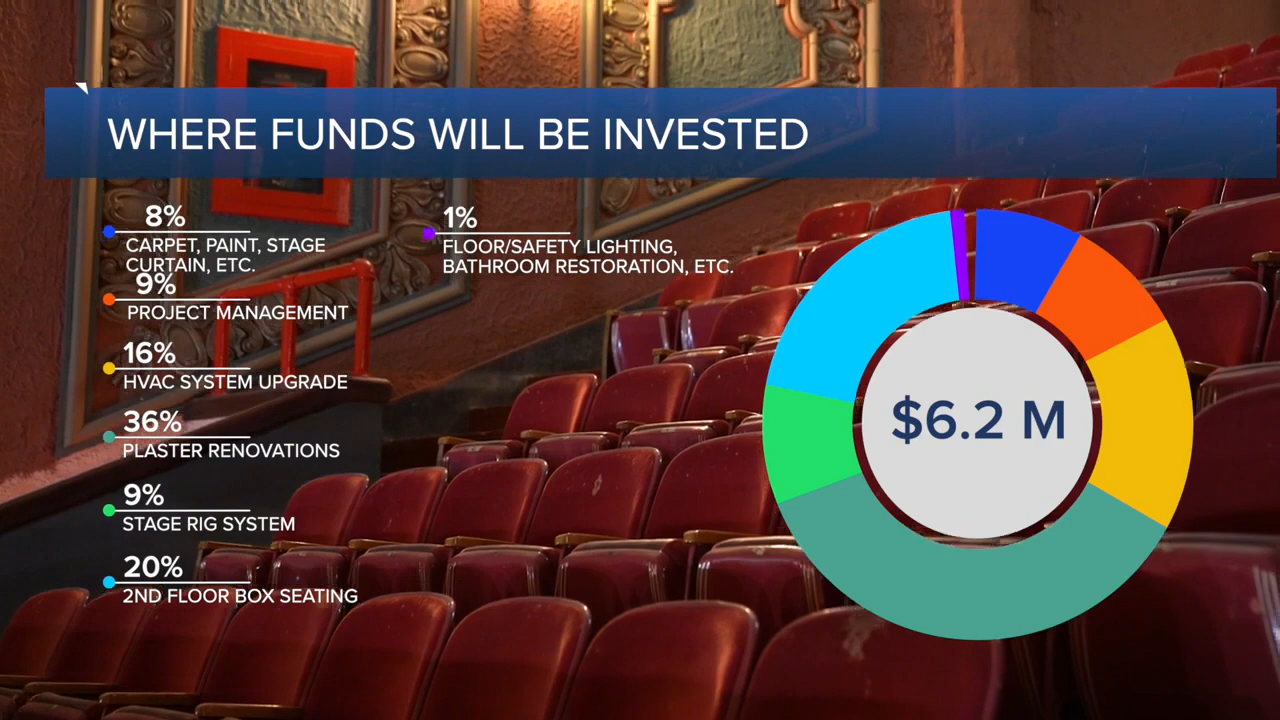 WHERE FUNDS WILL BE INVESTED
8%
CARPET, PAINT, STAGE
CURTAIN, ETC.
9%
PROJECT MANAGEMENT
16%
HVAC SYSTEM UPGRADE
36%
PLASTER RENOVATIONS
9%
STAGE RIG SYSTEM
20%
2ND FLOOR BOX SEATING
1%
FLOOR/SAFETY LIGHTING,
BATHROOM RESTORATION, ETC.
$6.2 M